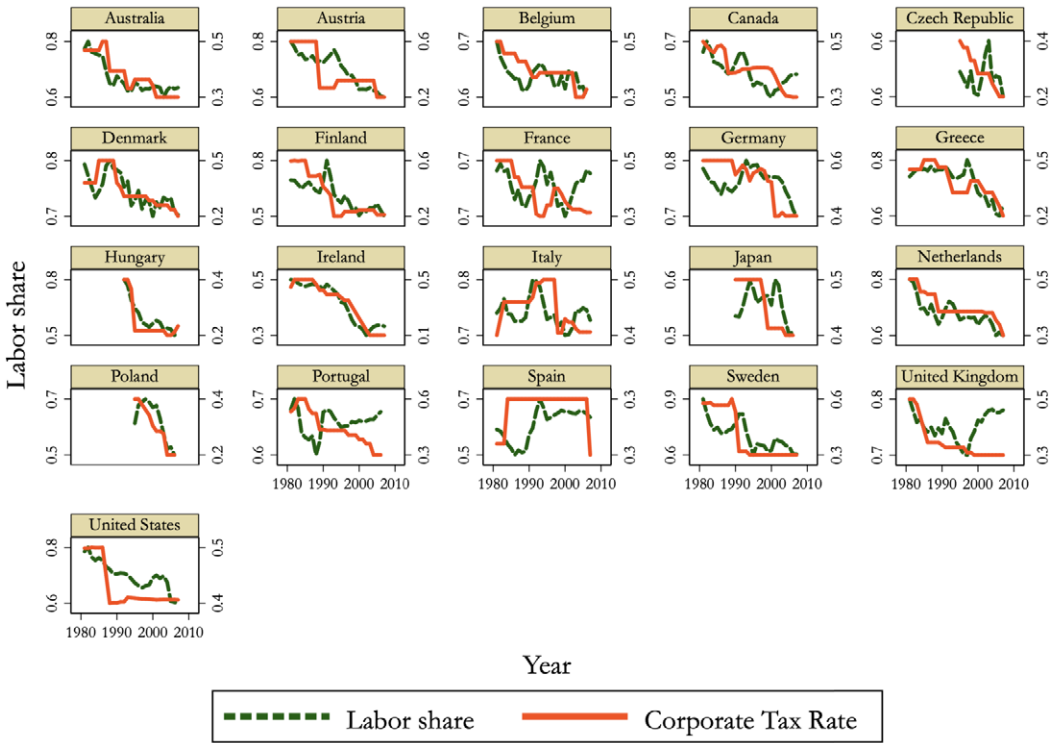 Australia Austria Belgium Canada Czech Republic
0.8 0.5 0.8 0.6 0.7 0.5 0.7 0.5 0.6 0.4
0.6 0.3 0.6 0.2 0.6 0.3 0.5 0.3 0.6 0.2
Denmark Finland France Germany Greece
0.8 0.5 0.8 0.6 0.7 0.5 0.8 0.6 0.8 0.5
0.7 0.2 0.5 0.2 0.7 0.3 0.7 0.4 0.6 0.2
Hungary Ireland Italy Japan Netherlands
0.8 0.4 0.5 0.5 0.8 0.5 0.6 0.5 0.8 0.5
0.5 0.2 0.3 0.1 0.7 0.4 0.5 0.4 0.6 0.3
Poland Portugal Spain Sweden United Kingdom
0.7 0.4 0.7 0.6 0.7 0.3 0.9 0.6 0.8 0.5
0.5 0.2 0.6 0.3 0.5 0.3 0.6 0.3 0.7 0.3
1980 1990 2000 2010 1980 1990 2000 2010 1980 1990 2000 2010 1980 1990 2000 2010
United States
0.8 0.5
0.6 0.4
1980 1990 2000 2010
Labor share
Year
Labor share Corporate Tax Rate